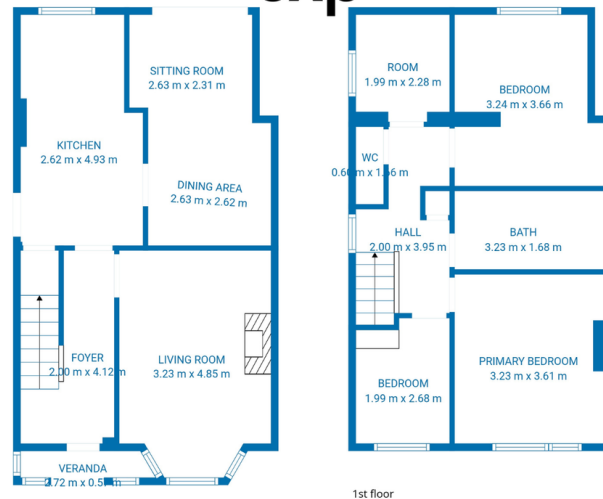 exp
SITTING ROOM
2.63 m x 2.31 m
KITCHEN
2.62 m x 4.93 m
DINING AREA
2.63 m x 2.62 m
FOYER
2.00 m x 4.12 m
LIVING ROOM
3.23 m x 4.85 m
VERANDA
ROOM
1.99 m x 2.28 m
BEDROOM
3.24 m x 3.66 m
WC
HALL
2.00 m x 3.95 m
BATH
3.23 m x 1.68 m
BEDROOM
1.99 m x 2.68 m
PRIMARY BEDROOM
3.23 m x 3.61 m
1st floor